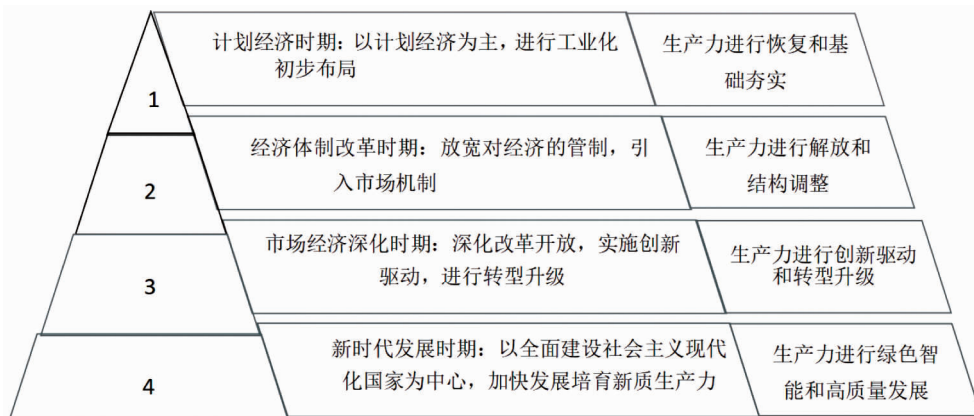 1
计划经济时期：以计划经济为主，进行工业化
初步布局
生产力进行恢复和基
础夯实
2
经济体制改革时期：放宽对经济的管制，引
入市场机制
生产力进行解放和
结构调整
3
市场经济深化时期：深化改革开放，实施创新
驱动，进行转型升级
生产力进行创新驱动
和转型升级
4
新时代发展时期：以全面建设社会主义现代
化国家为中心，加快发展培育新质生产力
生产力进行绿色智
能和高质量发展